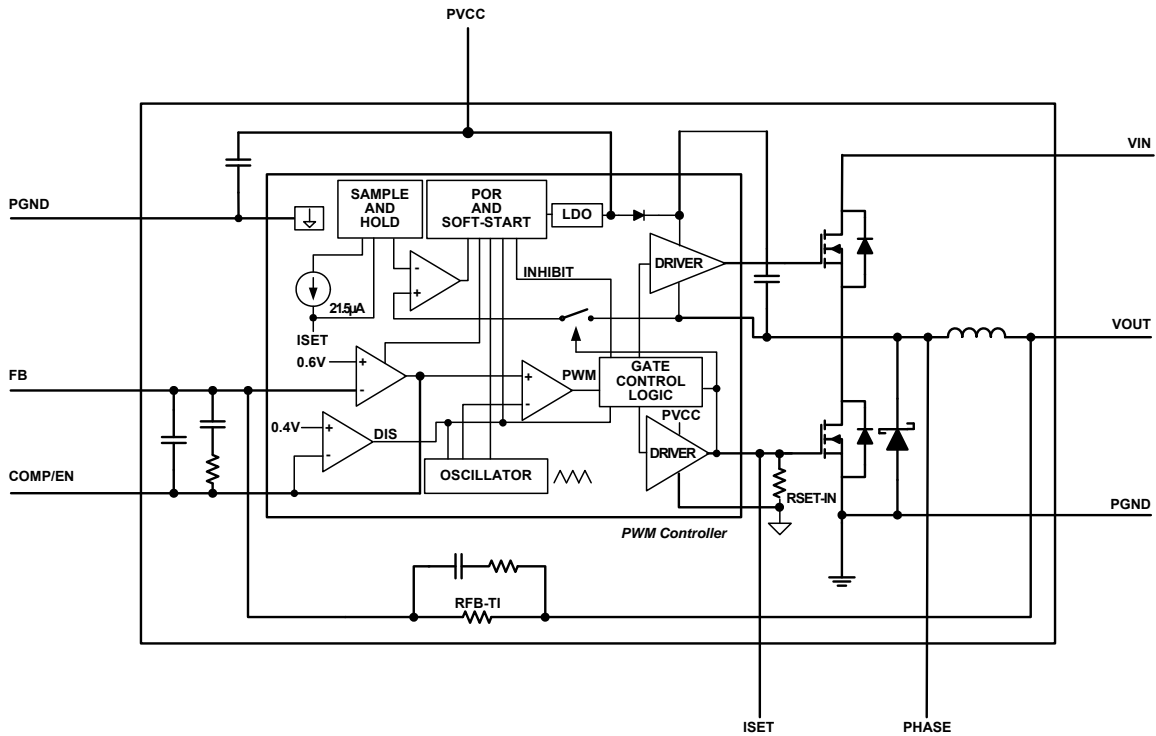 PVCC
VIN
PGND
SAMPLE
AND
HOLD
POR
AND
SOFT-START
LDO
DRIVER
INHIBIT
21.5µA
ISET
VOUT
0.6V
FB
PWM
GATE
CONTROL
LOGIC
PVCC
0.4V
DIS
DRIVER
COMP/EN
OSCILLATOR
RSET-IN
PGND
PWM Controller
RFB-TI
ISET
PHASE